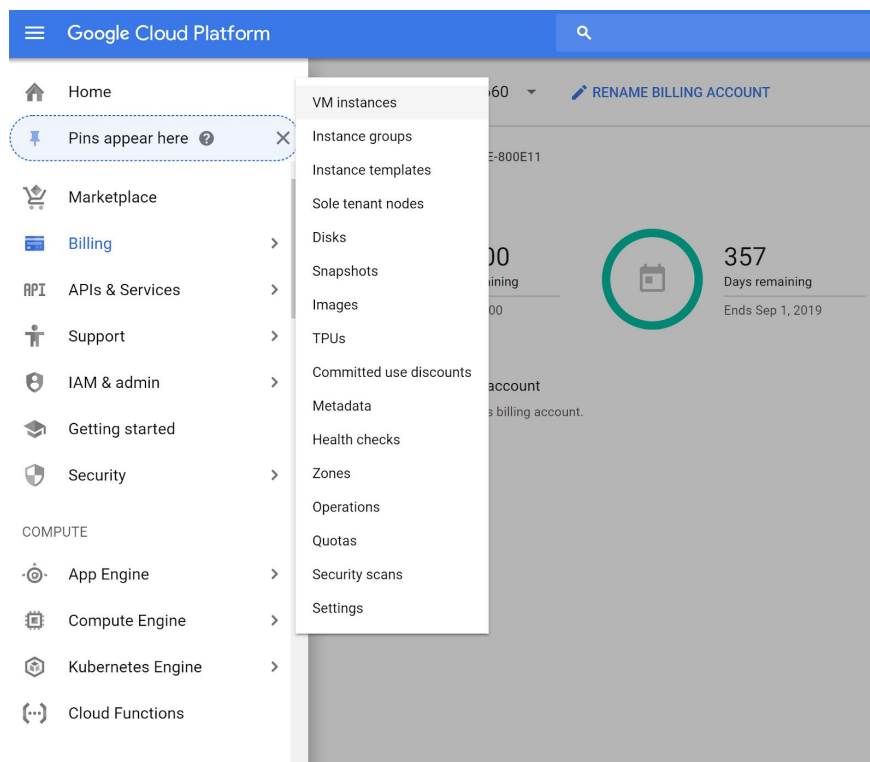 Google Cloud Platform
Home
Pins appear here
Marketplace
Billing
API APIs & Services
Support
IAM & admin
Getting started
Security
COMPUTE
App Engine
Compute Engine
Kubernetes Engine
Cloud Functions
VM instances
Instance groups
Instance templates
Sole tenant nodes
Disks
Snapshots
Images
TPUs
Committed use discounts
Metadata
Health checks
Zones
Operations
Quotas
Security scans
Settings
60 RENAME BILLING ACCOUNT
E-800E11
00
ining
00
357
Days remaining
Ends Sep 1, 2019
account
s billing account.